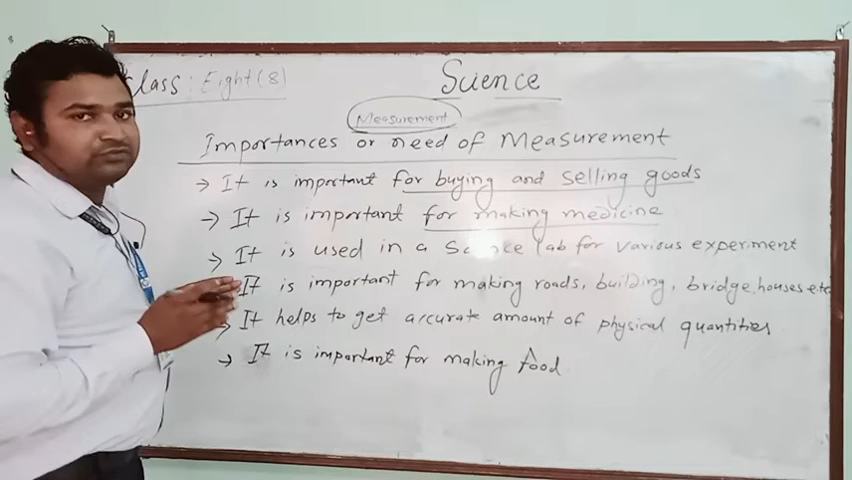 Class: Eight (8)
Science
Measurement
Importances or need of Measurement
→ It is important for buying and selling goods
→ It is important for making medicine
→ It is used in a science lab for various experiment
It is important for making roads, building, bridge, houses etc
→ It helps to get accurate amount of physical quantities
→ It is important for making food